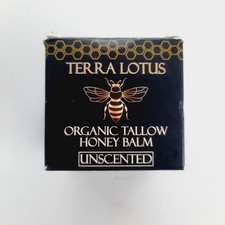 TERRA LOTUS
ORGANIC TALLOW
HONEY BALM
UNSCENTED